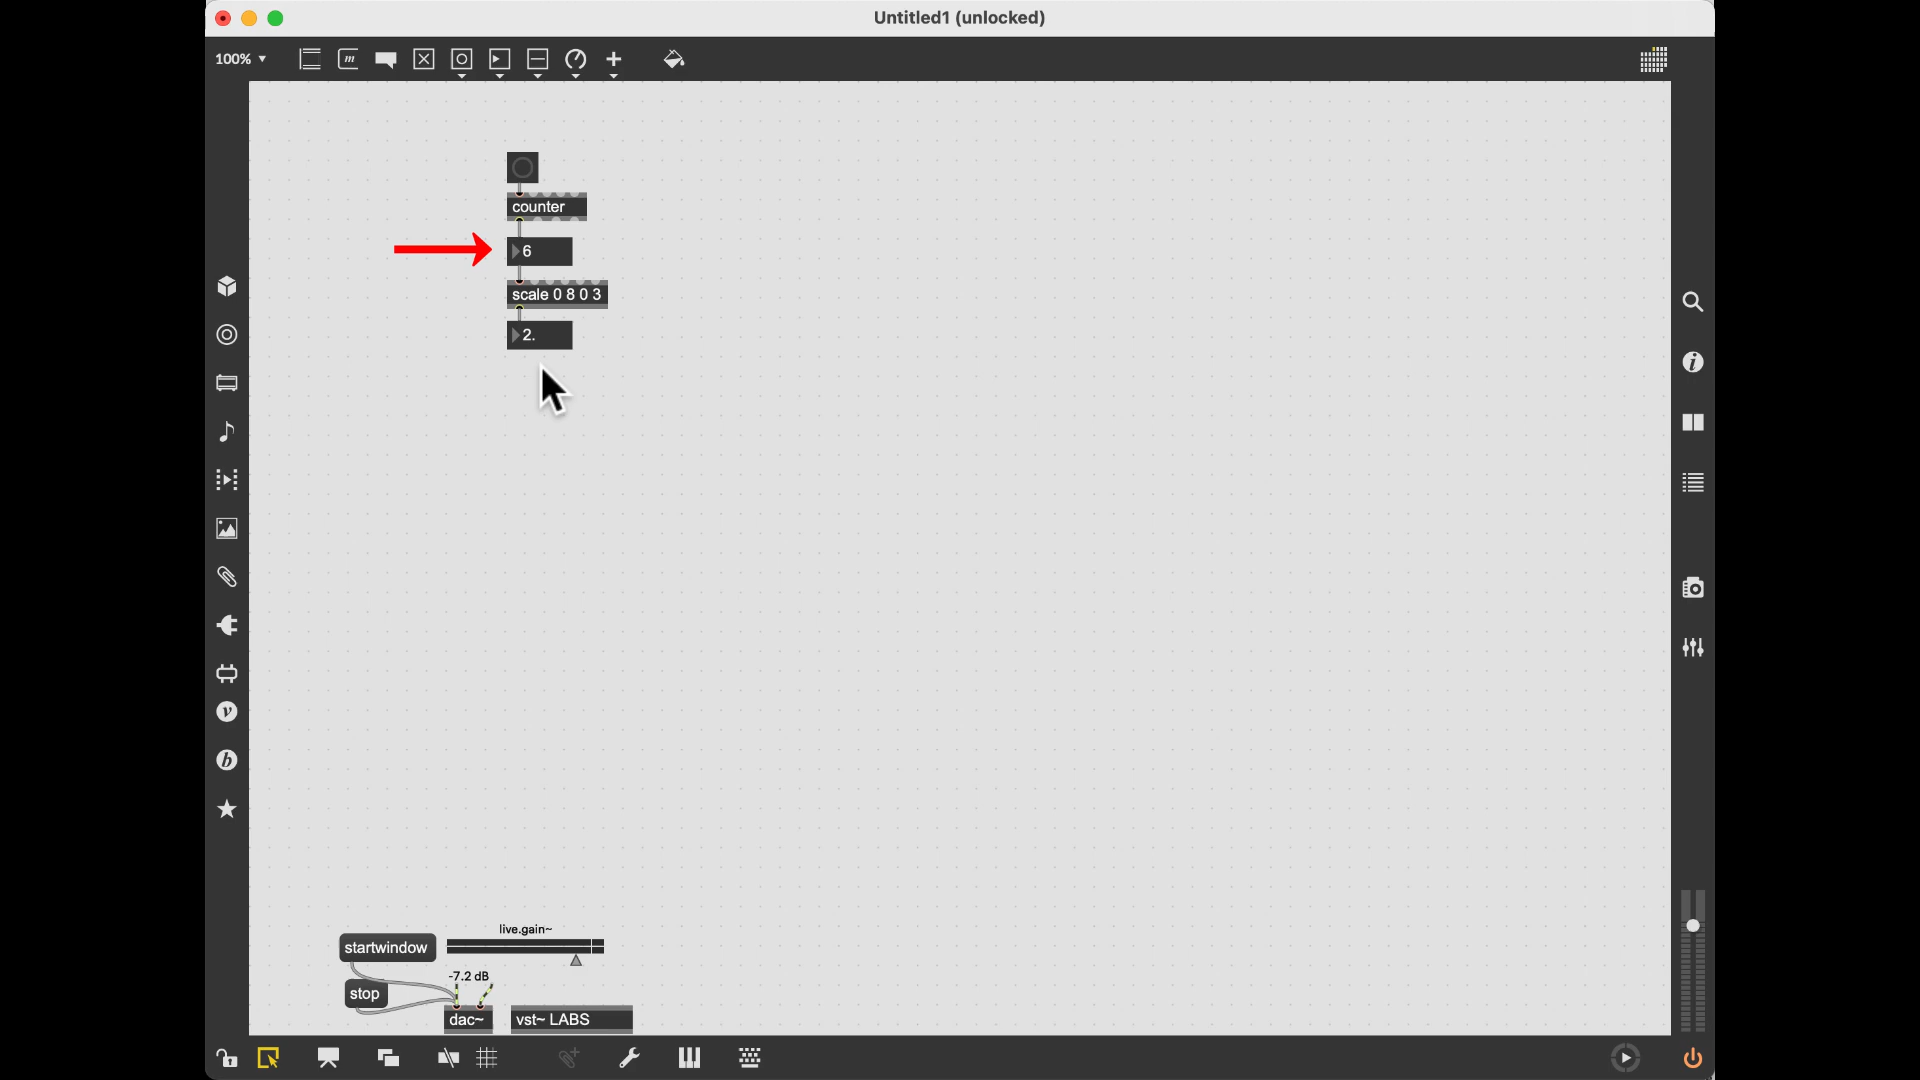 Untitled1 (unlocked)
100%
m
counter
6
scale 0 8 0 3
2.
live.gain~
startwindow
-7.2 dB
stop
dac~
vst~ LABS